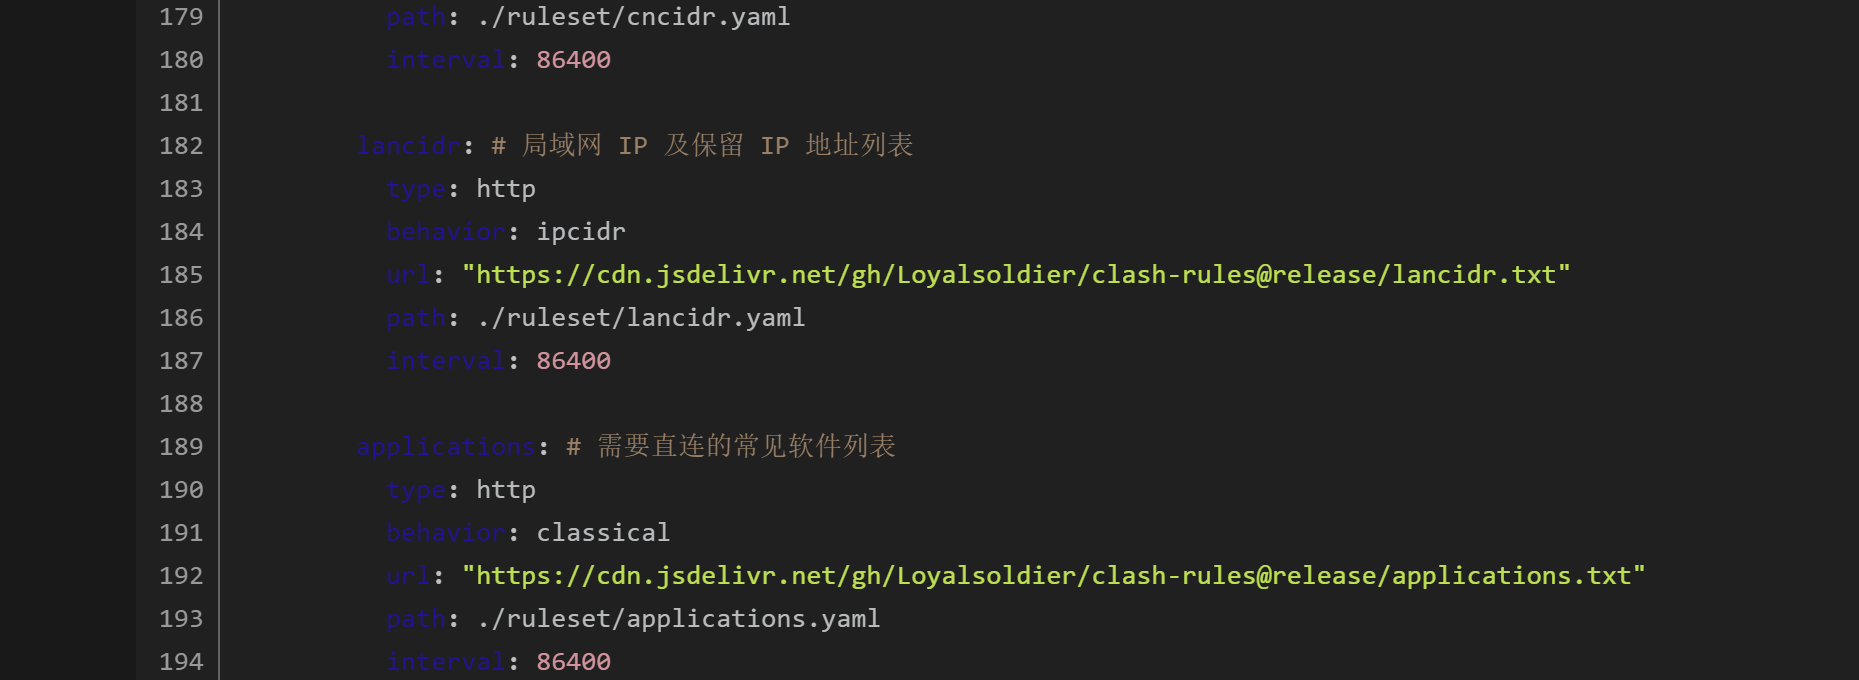 179 path: ./ruleset/cncidr.yaml
180 interval: 86400
181
182 lancidr: # 局域网 IP 及保留 IP 地址列表
183 type: http
184 behavior: ipcidr
185 url: "https://cdn.jsdelivr.net/gh/Loyalsoldier/clash-rules@release/lancidr.txt"
186 path: ./ruleset/lancidr.yaml
187 interval: 86400
188
189 applications: # 需要直连的常见软件列表
190 type: http
191 behavior: classical
192 url: "https://cdn.jsdelivr.net/gh/Loyalsoldier/clash-rules@release/applications.txt"
193 path: ./ruleset/applications.yaml
194 interval: 86400